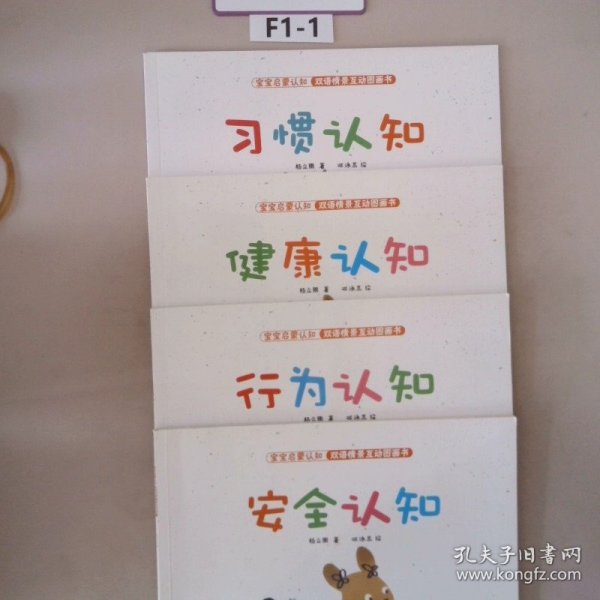 F1-1
宝宝启蒙认知 双语情景互动图画书
习惯认知
宝宝启蒙认知 双语情景互动图画书
健康认知
宝宝启蒙认知 双语情景互动图画书
行为认知
宝宝启蒙认知 双语情景互动图画书
安全认知
孔夫子旧书网
www.kongfz.com